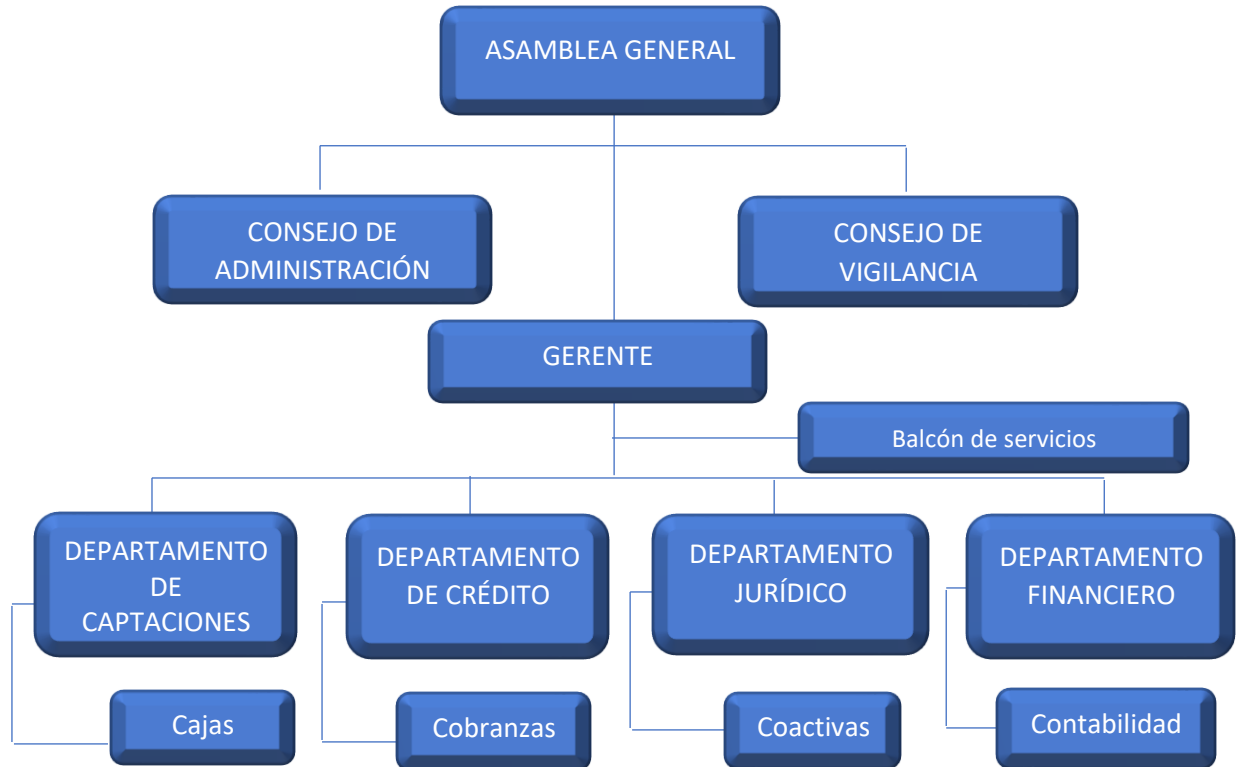 ASAMBLEA GENERAL
CONSEJO DE
ADMINISTRACIÓN
CONSEJO DE
VIGILANCIA
GERENTE
Balcón de servicios
DEPARTAMENTO
DE
CAPTACIONES
DEPARTAMENTO
DE CRÉDITO
DEPARTAMENTO
JURÍDICO
DEPARTAMENTO
FINANCIERO
Cajas
Cobranzas
Coactivas
Contabilidad